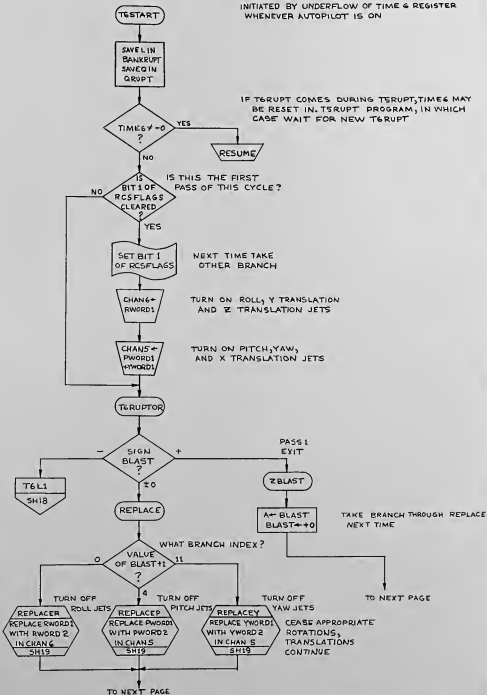 INITIATED BY UNDERFLOW OF TIME 6 REGISTER
WHENEVER AUTOPILOT IS ON
T6START
SAVE L IN
BANKRUPT
SAVE Q IN
QRUPT
IF T6RUPT COMES DURING T5RUPT, TIME6 MAY
BE RESET IN. T5RUPT PROGRAM, IN WHICH
CASE WAIT FOR NEW T6RUPT
TIME6≠-0
?
YES
RESUME
NO
IS THIS THE FIRST
PASS OF THIS CYCLE?
NO
IS
BIT 1 OF
RCSFLAGS
CLEARED
?
YES
SET BIT 1
OF RCSFLAGS
NEXT TIME TAKE
OTHER BRANCH
CHAN6←
RWORD1
TURN ON ROLL, Y TRANSLATION
AND Z TRANSLATION JETS
CHAN5←
PWORD1
+YWORD1
TURN ON PITCH, YAW,
AND X TRANSLATION JETS
T6RUPTOR
PASS 1
EXIT
-
SIGN
BLAST
?
+
±0
T6L1
SH18
ZBLAST
REPLACE
A←BLAST
BLAST←+0
TAKE BRANCH THROUGH REPLACE
NEXT TIME
WHAT BRANCH INDEX?
0
VALUE
OF BLAST+1
?
11
4
TO NEXT PAGE
TURN OFF
ROLL JETS
TURN OFF
PITCH JETS
TURN OFF
YAW JETS
REPLACER
REPLACE RWORD1
WITH RWORD 2
IN CHAN 6
SH19
REPLACEP
REPLACE PWORD1
WITH PWORD 2
IN CHAN 5
SH19
REPLACEY
REPLACE YWORD1
WITH YWORD2
IN CHAN 5
SH19
CEASE APPROPRIATE
ROTATIONS,
TRANSLATIONS
CONTINUE
TO NEXT PAGE